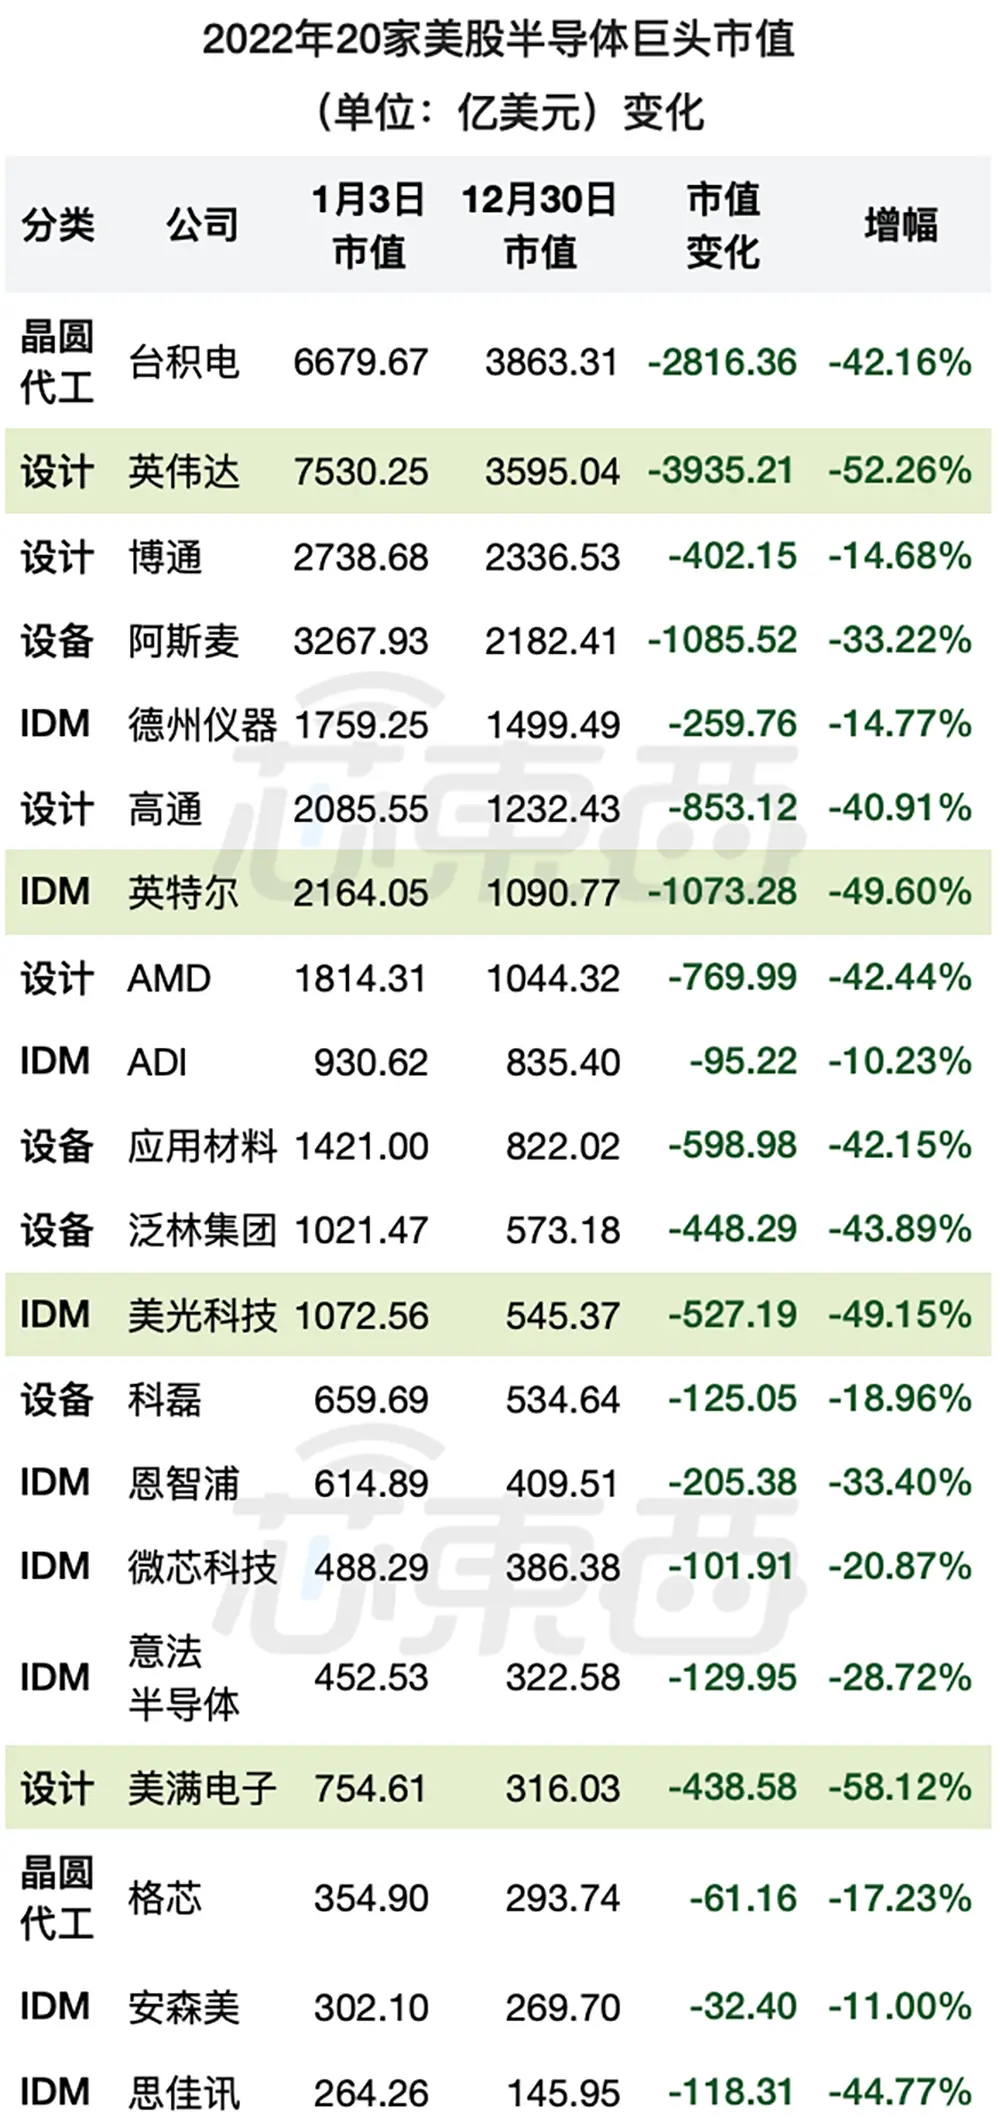 2022年20家美股半导体巨头市值
（单位：亿美元）变化
分类 公司 1月3日市值 12月30日市值 市值变化 增幅
晶圆代工 台积电 6679.67 3863.31 -2816.36 -42.16%
设计 英伟达 7530.25 3595.04 -3935.21 -52.26%
设计 博通 2738.68 2336.53 -402.15 -14.68%
设备 阿斯麦 3267.93 2182.41 -1085.52 -33.22%
IDM 德州仪器 1759.25 1499.49 -259.76 -14.77%
设计 高通 2085.55 1232.43 -853.12 -40.91%
IDM 英特尔 2164.05 1090.77 -1073.28 -49.60%
设计 AMD 1814.31 1044.32 -769.99 -42.44%
IDM ADI 930.62 835.40 -95.22 -10.23%
设备 应用材料 1421.00 822.02 -598.98 -42.15%
设备 泛林集团 1021.47 573.18 -448.29 -43.89%
IDM 美光科技 1072.56 545.37 -527.19 -49.15%
设备 科磊 659.69 534.64 -125.05 -18.96%
IDM 恩智浦 614.89 409.51 -205.38 -33.40%
IDM 微芯科技 488.29 386.38 -101.91 -20.87%
IDM 意法半导体 452.53 322.58 -129.95 -28.72%
设计 美满电子 754.61 316.03 -438.58 -58.12%
晶圆代工 格芯 354.90 293.74 -61.16 -17.23%
IDM 安森美 302.10 269.70 -32.40 -11.00%
IDM 思佳讯 264.26 145.95 -118.31 -44.77%
芯東西
芯東西